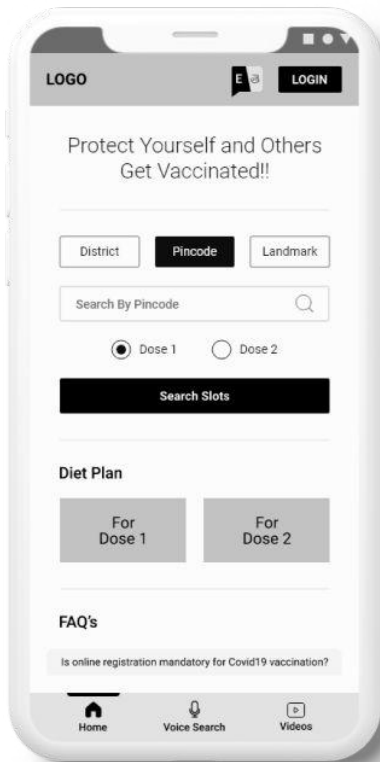 LOGO
E
LOGIN
Protect Yourself and Others
Get Vaccinated!!
District
Pincode
Landmark
Search By Pincode
Dose 1
Dose 2
Search Slots
Diet Plan
For
Dose 1
For
Dose 2
FAQ's
Is online registration mandatory for Covid19 vaccination?
Home
Voice Search
Videos